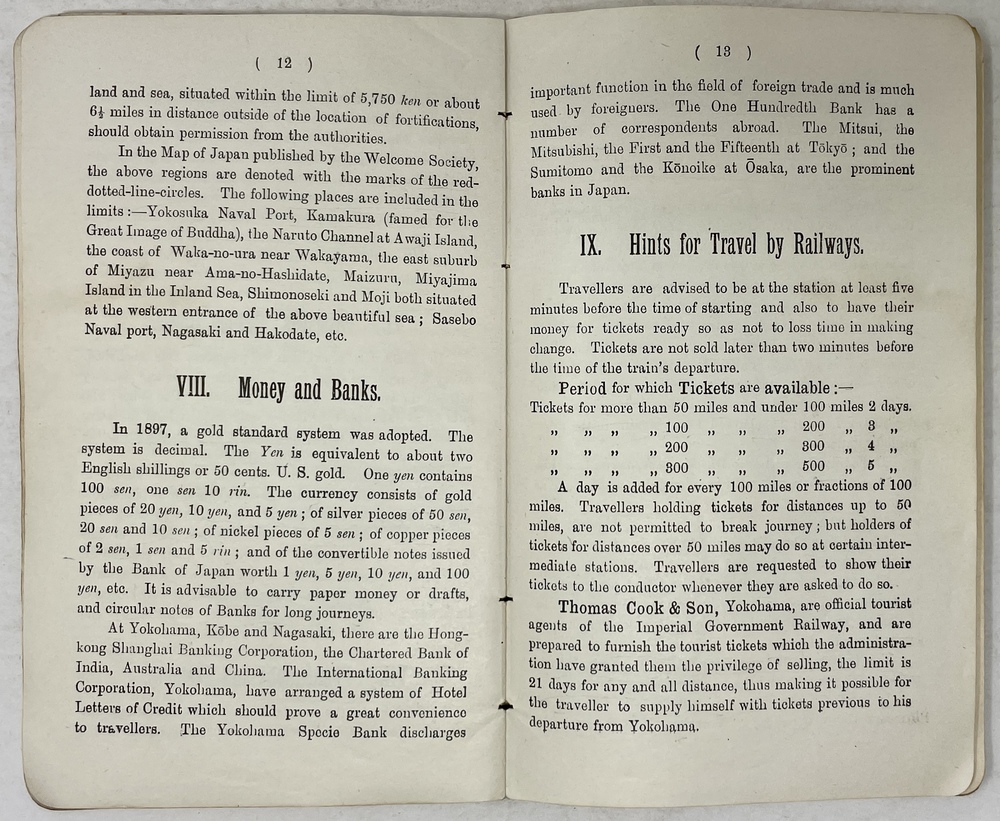 ( 12 )
land and sea, situated within the limit of 5,750 ken or about
6½ miles in distance outside of the location of fortifications,
should obtain permission from the authorities.
In the Map of Japan published by the Welcome Society,
the above regions are denoted with the marks of the red-
dotted-line-circles. The following places are included in the
limits :—Yokosuka Naval Port, Kamakura (famed for the
Great Image of Buddha), the Naruto Channel at Awaji Island,
the coast of Waka-no-ura near Wakayama, the east suburb
of Miyazu near Ama-no-Hashidate, Maizuru, Miyajima
Island in the Inland Sea, Shimonoseki and Moji both situated
at the western entrance of the above beautiful sea ; Sasebo
Naval port, Nagasaki and Hakodate, etc.
VIII. Money and Banks.
In 1897, a gold standard system was adopted. The
system is decimal. The Yen is equivalent to about two
English shillings or 50 cents. U. S. gold. One yen contains
100 sen, one sen 10 rin. The currency consists of gold
pieces of 20 yen, 10 yen, and 5 yen ; of silver pieces of 50 sen,
20 sen and 10 sen ; of nickel pieces of 5 sen ; of copper pieces
of 2 sen, 1 sen and 5 rin ; and of the convertible notes issued
by the Bank of Japan worth 1 yen, 5 yen, 10 yen, and 100
yen, etc. It is advisable to carry paper money or drafts,
and circular notes of Banks for long journeys.
At Yokohama, Kōbe and Nagasaki, there are the Hong-
kong Shanghai Banking Corporation, the Chartered Bank of
India, Australia and China. The International Banking
Corporation, Yokohama, have arranged a system of Hotel
Letters of Credit which should prove a great convenience
to travellers. The Yokohama Specie Bank discharges
( 13 )
important function in the field of foreign trade and is much
used by foreigners. The One Hundredth Bank has a
number of correspondents abroad. The Mitsui, the
Mitsubishi, the First and the Fifteenth at Tōkyō ; and the
Sumitomo and the Kōnoike at Ōsaka, are the prominent
banks in Japan.
IX. Hints for Travel by Railways.
Travellers are advised to be at the station at least five
minutes before the time of starting and also to have their
money for tickets ready so as not to loss time in making
change. Tickets are not sold later than two minutes before
the time of the train's departure.
Period for which Tickets are available :—
Tickets for more than 50 miles and under 100 miles 2 days.
„ „ „ „ 100 „ „ „ 200 „ 3 „
„ „ „ „ 200 „ „ „ 300 „ 4 „
„ „ „ „ 300 „ „ „ 500 „ 5 „
A day is added for every 100 miles or fractions of 100
miles. Travellers holding tickets for distances up to 50
miles, are not permitted to break journey ; but holders of
tickets for distances over 50 miles may do so at certain inter-
mediate stations. Travellers are requested to show their
tickets to the conductor whenever they are asked to do so.
Thomas Cook & Son, Yokohama, are official tourist
agents of the Imperial Government Railway, and are
prepared to furnish the tourist tickets which the administra-
tion have granted them the privilege of selling, the limit is
21 days for any and all distance, thus making it possible for
the traveller to supply himself with tickets previous to his
departure from Yokohama.